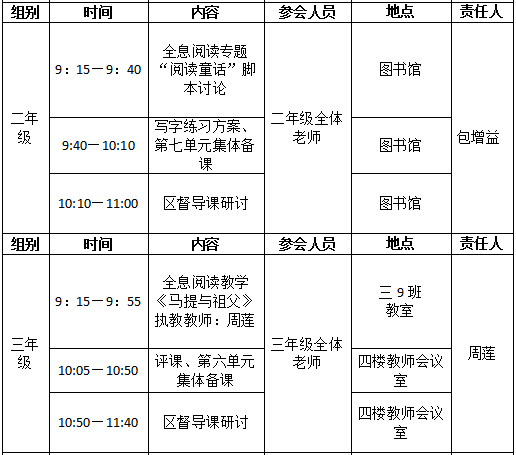 组别 时间 内容 参会人员 地点 责任人
二年级
9：15－9：40
全息阅读专题
“阅读童话”脚
本讨论
图书馆
9:40－10:10
写字练习方案、
第七单元集体备
课
二年级全体
老师
图书馆
包增益
10:10－11:00
区督导课研讨
图书馆
组别 时间 内容 参会人员 地点 责任人
三年级
9：15－9：55
全息阅读教学
《马提与祖父》
执教教师：周莲
三9班
教室
10:05－10:50
评课、第六单元
集体备课
三年级全体
老师
四楼教师会议
室
周莲
10:50－11:40
区督导课研讨
四楼教师会议
室